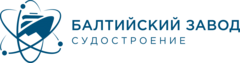 БАЛТИЙСКИЙ ЗАВОД
СУДОСТРОЕНИЕ